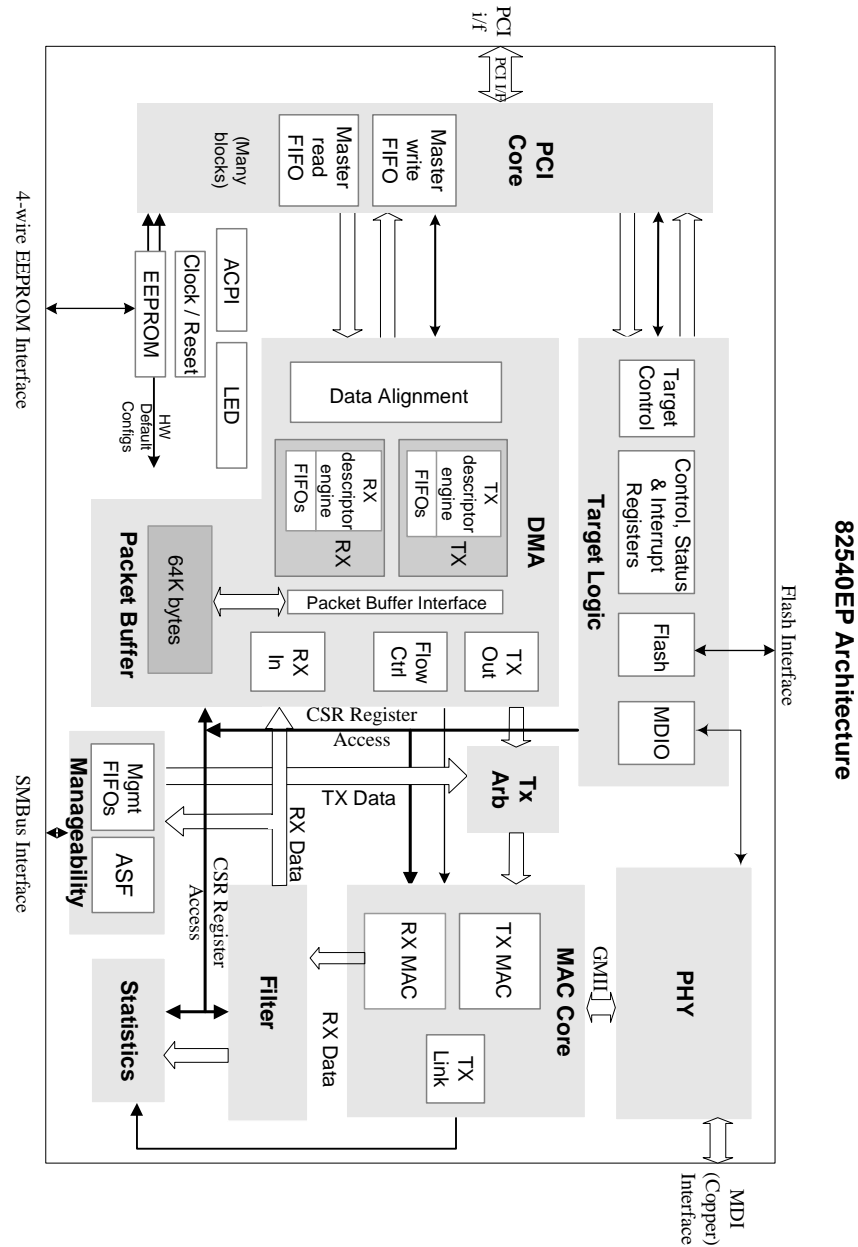 82540EP Architecture
PCI
i/f
PCI I/F
PCI
Core
Master
write
FIFO
Master
read
FIFO
(Many
blocks)
Target Logic
Target
Control
Control, Status
& Interrupt
Registers
Flash
MDIO
Flash Interface
DMA
Data Alignment
TX
descriptor
engine
FIFOs
TX
RX
descriptor
engine
FIFOs
RX
Packet Buffer Interface
TX
Out
Flow
Ctrl
RX
In
64K bytes
Packet Buffer
ACPI
LED
Clock / Reset
EEPROM
HW
Default
Configs
4-wire EEPROM Interface
CSR Register
Access
Tx
Arb
TX Data
RX Data
PHY
GMII
MDI
(Copper)
Interface
MAC Core
TX MAC
RX MAC
TX
Link
RX Data
Filter
CSR Register
Access
Statistics
Mgmt
FIFOs
ASF
Manageability
SMBus Interface